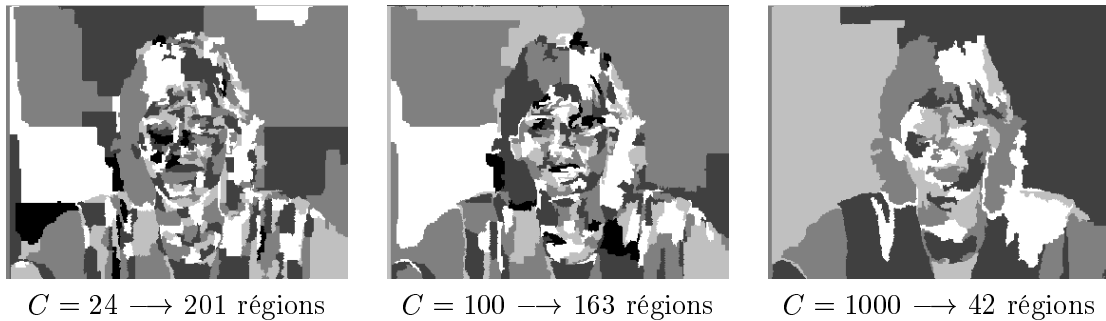 C = 24 ⟶ 201 régions
C = 100 ⟶ 163 régions
C = 1000 ⟶ 42 régions